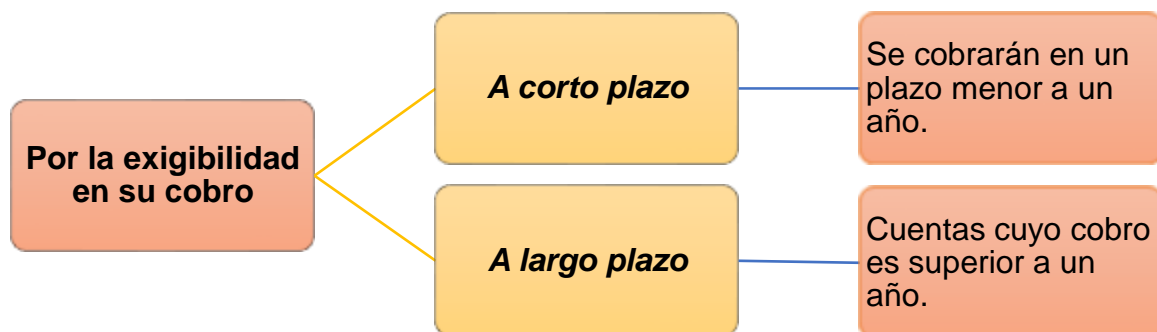 Por la exigibilidad
en su cobro
A corto plazo
Se cobrarán en un
plazo menor a un
año.
A largo plazo
Cuentas cuyo cobro
es superior a un
año.